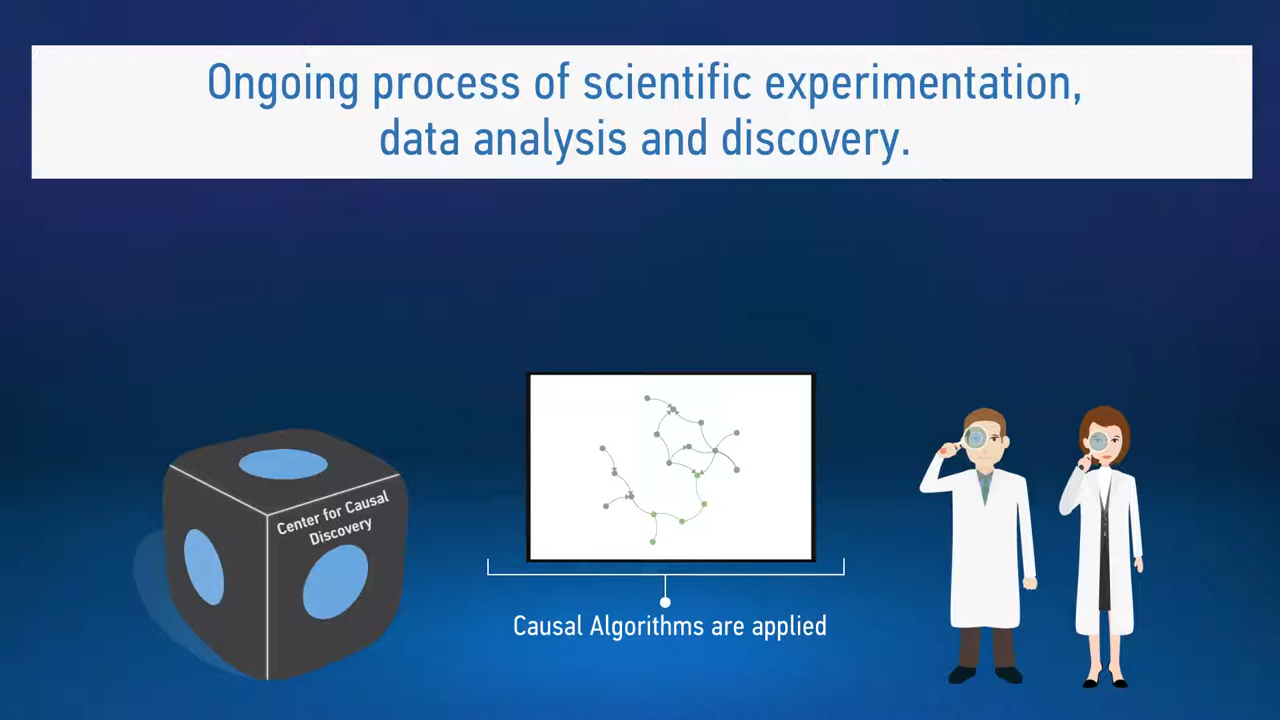 Ongoing process of scientific experimentation,
data analysis and discovery.
Center for Causal
Discovery
Causal Algorithms are applied